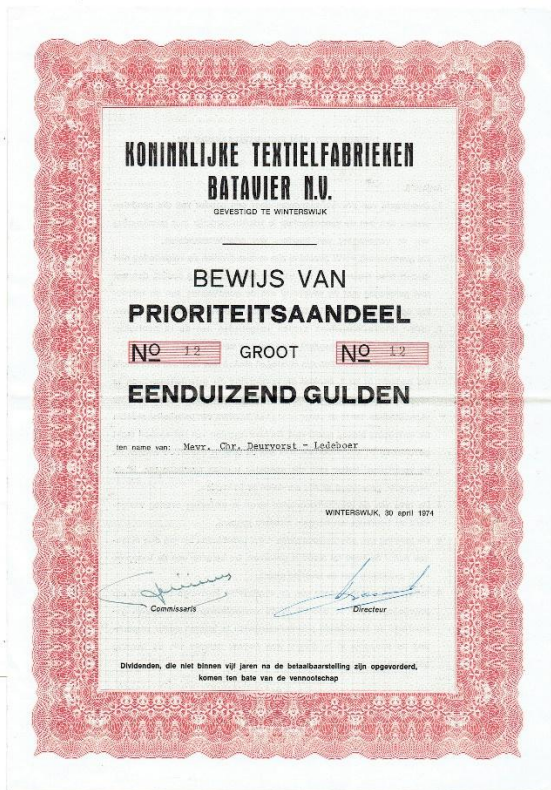 KONINKLIJKE TEXTIELFABRIEKEN
BATAVIER N.V.
GEVESTIGD TE WINTERSWIJK
BEWIJS VAN
PRIORITEITSAANDEEL
No 12 GROOT No 12
EENDUIZEND GULDEN
ten name van: Mevr. Chr. Deurvorst - Ledeboer
WINTERSWIJK, 30 april 1974
Commissaris Directeur
Dividenden, die niet binnen vijf jaren na de betaalbaarstelling zijn opgevorderd,
komen ten bate van de vennootschap